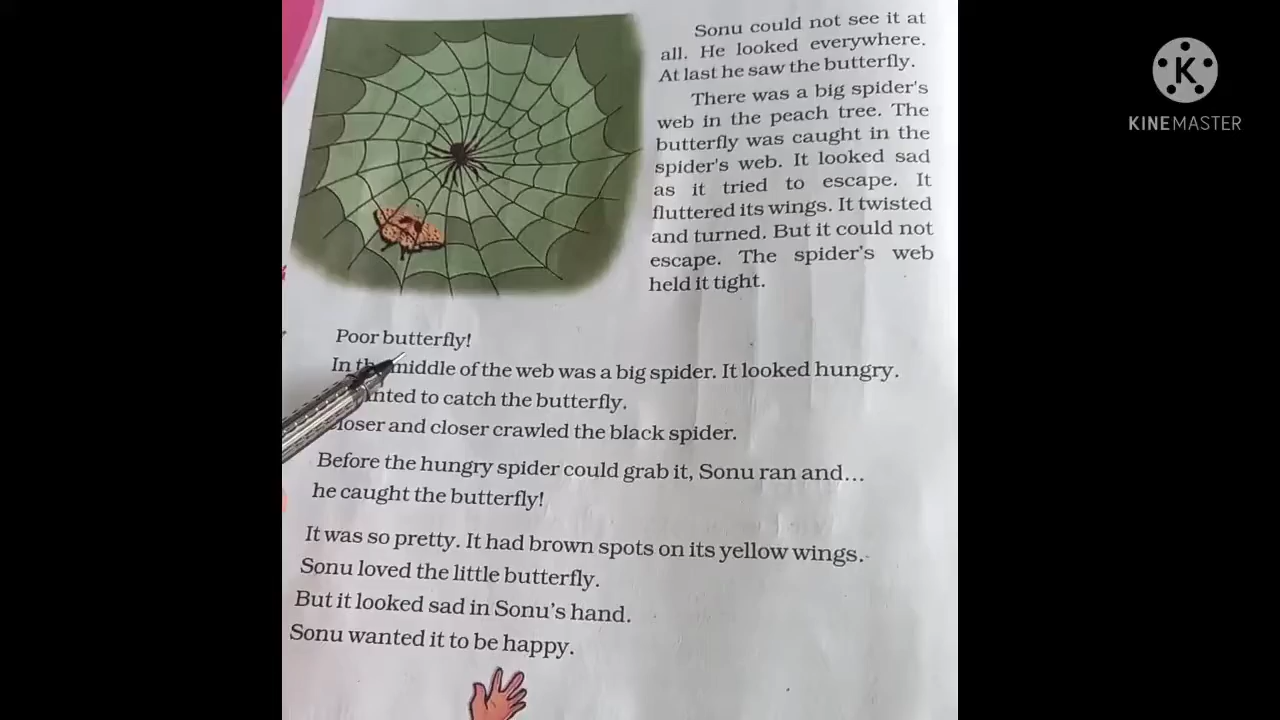 Sonu could not see it at
all. He looked everywhere.
At last he saw the butterfly.
There was a big spider's
web in the peach tree. The
butterfly was caught in the
spider's web. It looked sad
as it tried to escape. It
fluttered its wings. It twisted
and turned. But it could not
escape. The spider's web
held it tight.
Poor butterfly!
In the middle of the web was a big spider. It looked hungry.
to catch the butterfly.
closer and closer crawled the black spider.
Before the hungry spider could grab it, Sonu ran and...
he caught the butterfly!
It was so pretty. It had brown spots on its yellow wings.
Sonu loved the little butterfly.
But it looked sad in Sonu's hand.
Sonu wanted it to be happy.
K
KINEMASTER